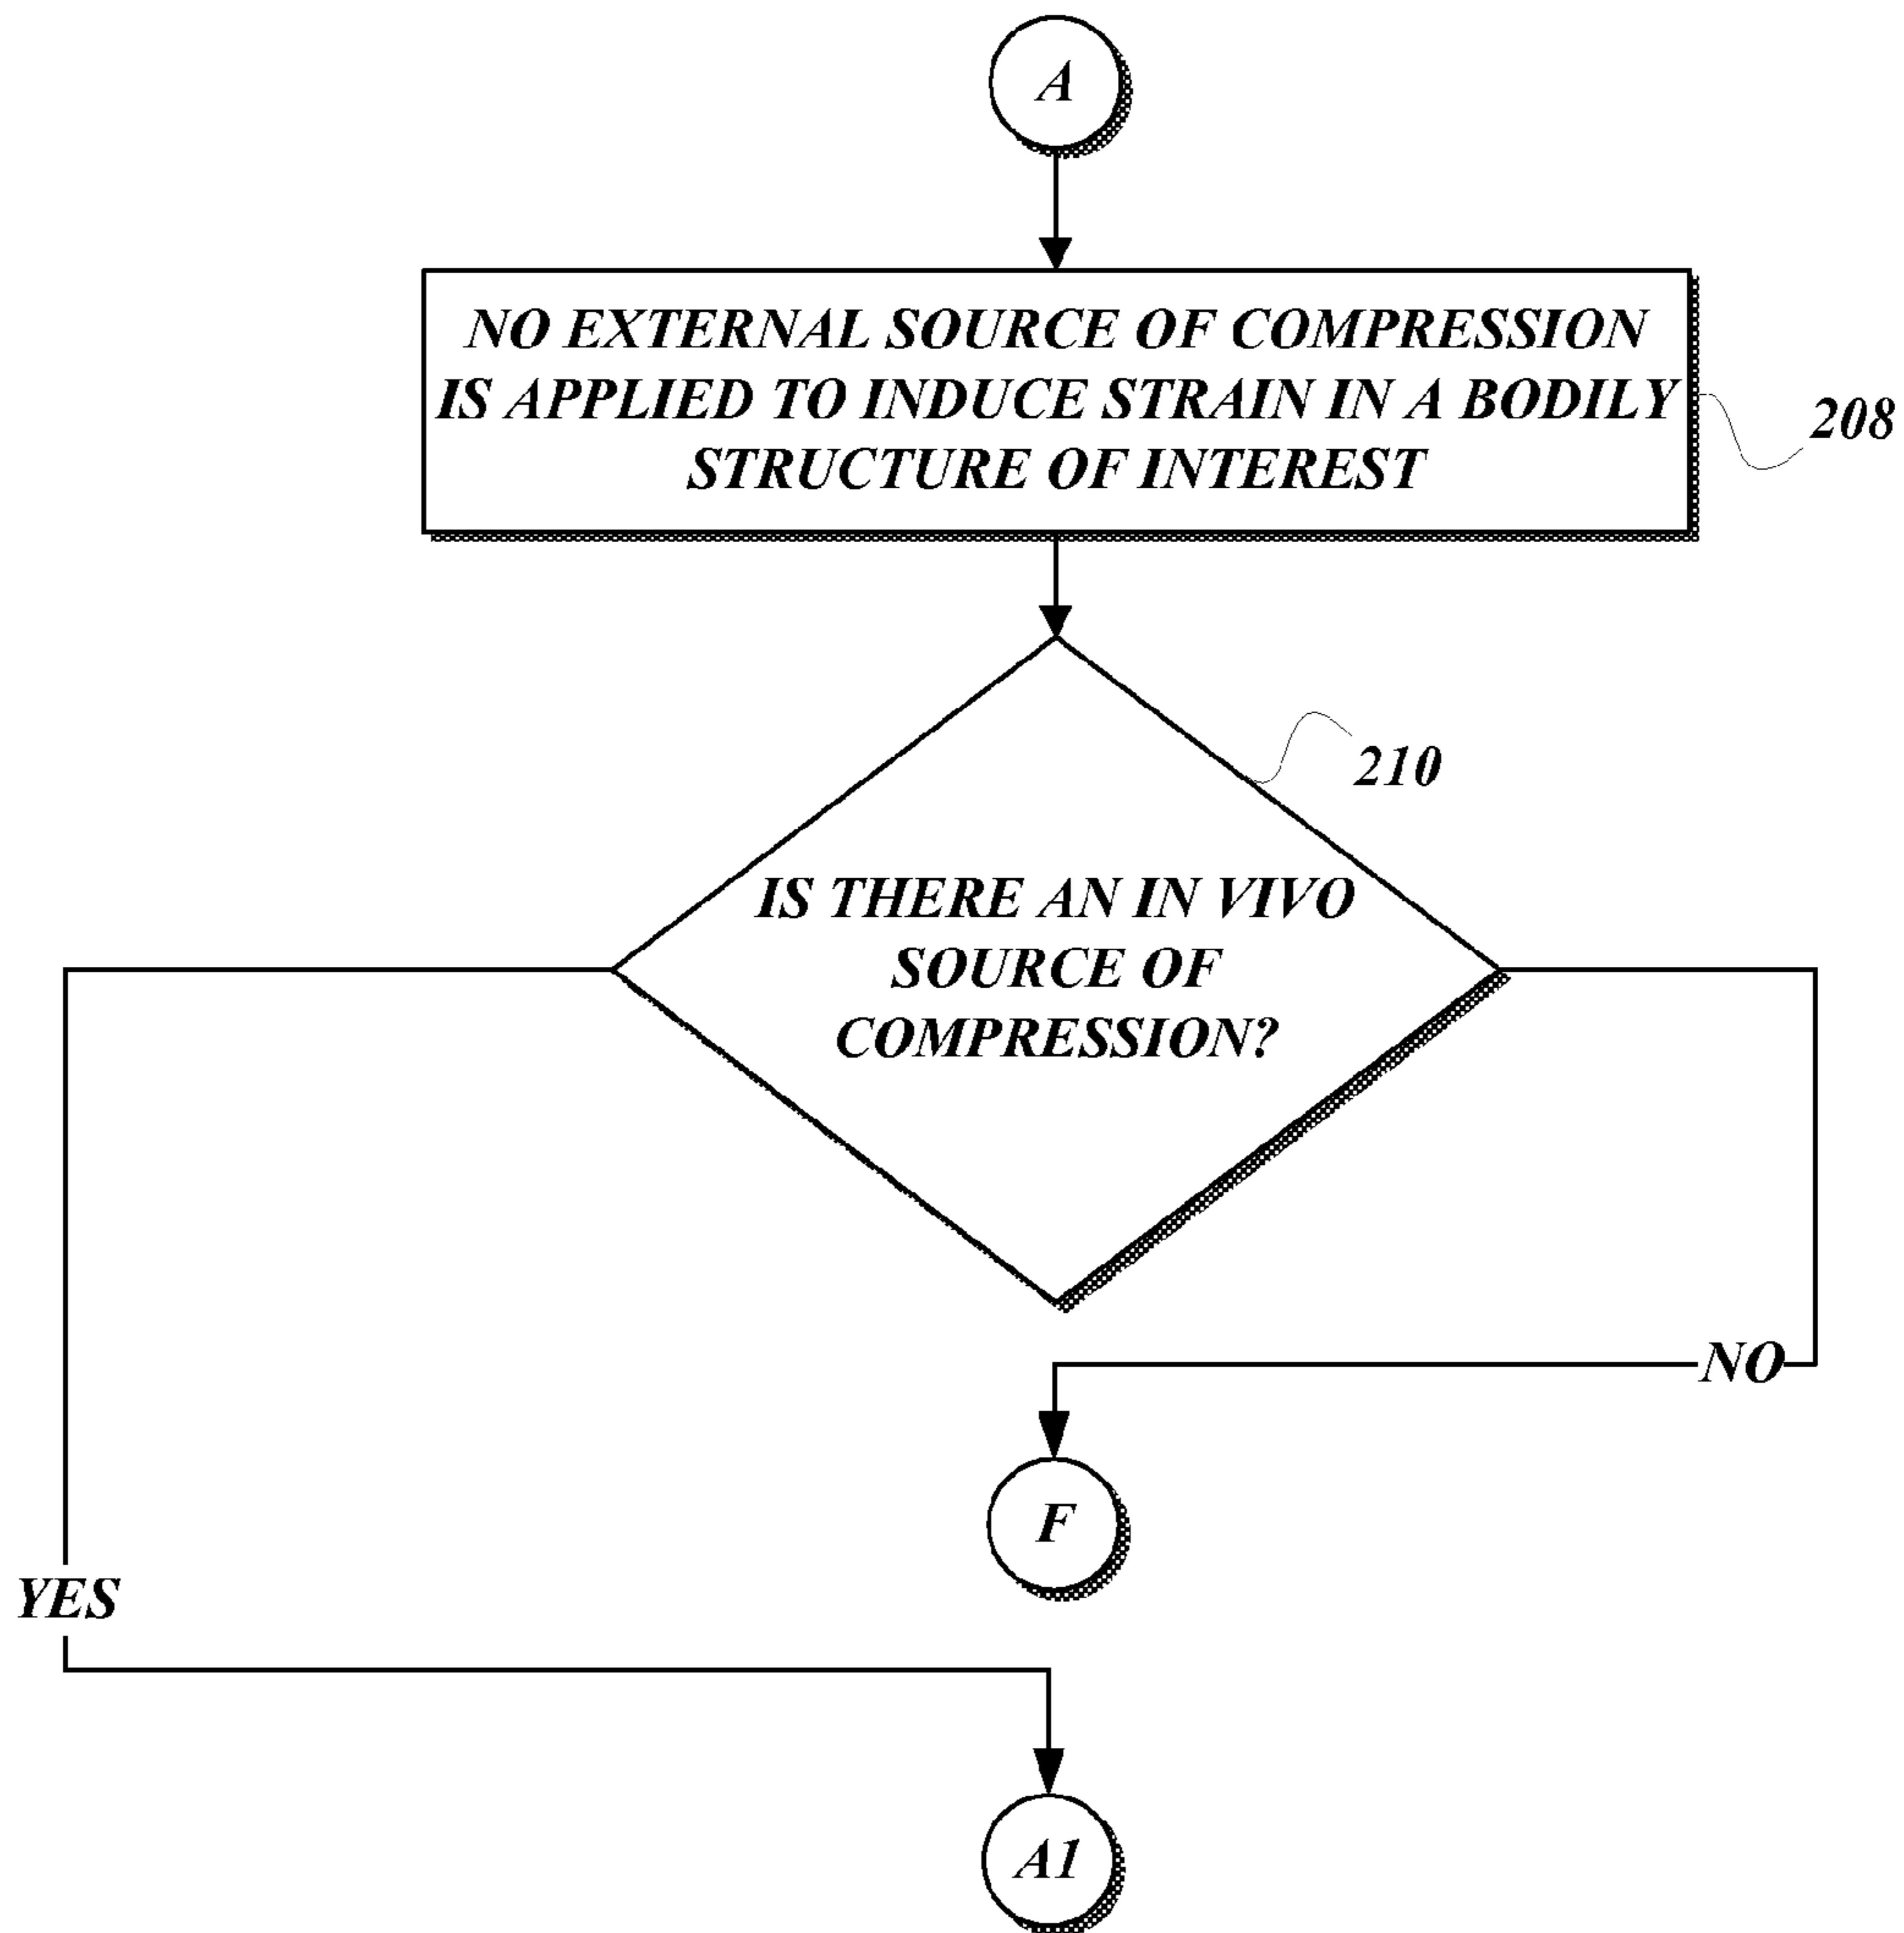 A
NO EXTERNAL SOURCE OF COMPRESSION
IS APPLIED TO INDUCE STRAIN IN A BODILY
STRUCTURE OF INTEREST
208
210
IS THERE AN IN VIVO
SOURCE OF
COMPRESSION?
NO
F
YES
A1